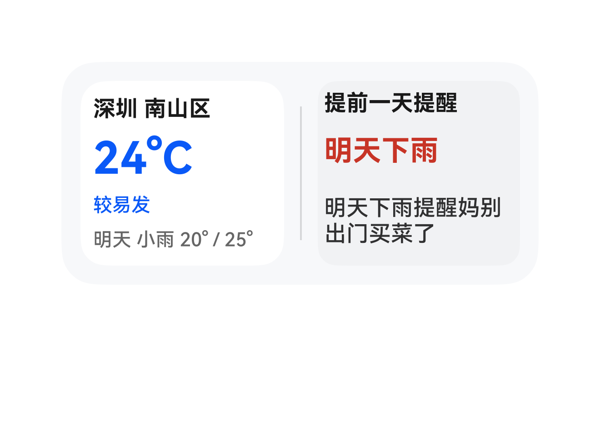 深圳 南山区
24°C
较易发
明天 小雨 20° / 25°
提前一天提醒
明天下雨
明天下雨提醒妈别
出门买菜了